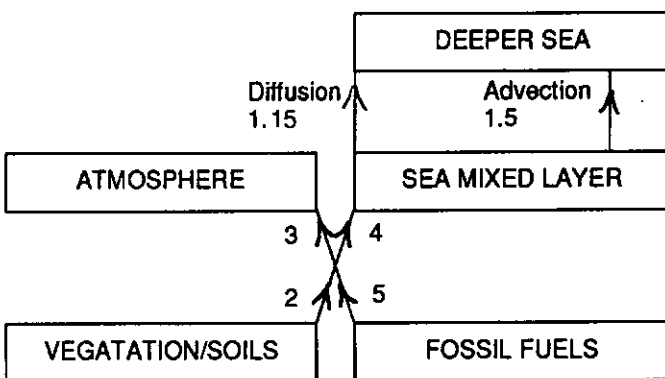 DEEPER SEA
Diffusion
1.15
Advection
1.5
ATMOSPHERE
SEA MIXED LAYER
3
4
2
5
VEGATATION/SOILS
FOSSIL FUELS